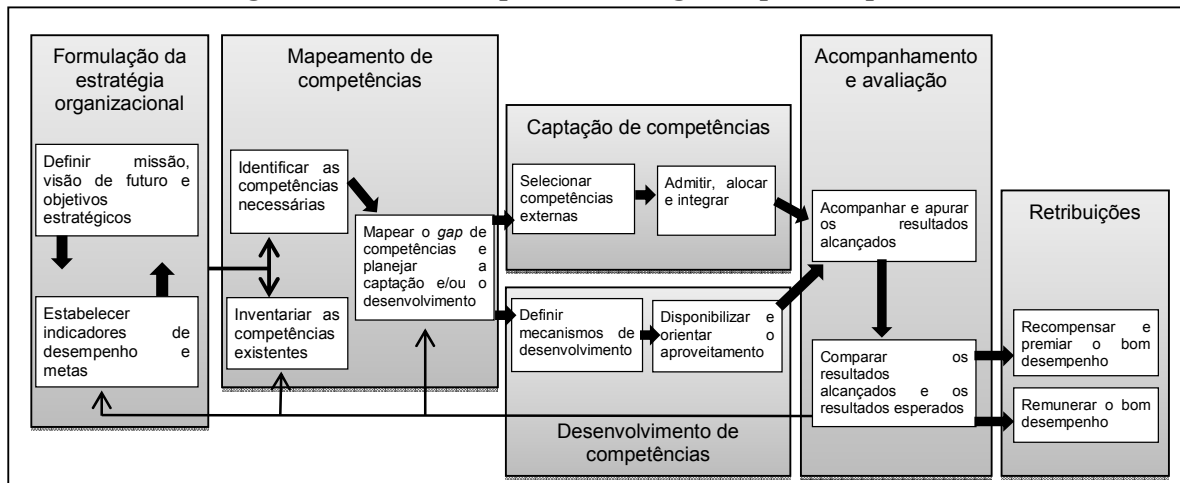 Formulação da
estratégia
organizacional
Definir missão,
visão de futuro e
objetivos
estratégicos
Estabelecer
indicadores de
desempenho e
metas
Mapeamento de
competências
Identificar as
competências
necessárias
Inventariar as
competências
existentes
Mapear o gap de
competências e
planejar a
captação e/ou o
desenvolvimento
Captação de competências
Selecionar
competências
externas
Admitir, alocar
e integrar
Definir
mecanismos de
desenvolvimento
Disponibilizar e
orientar o
aproveitamento
Desenvolvimento de
competências
Acompanhamento
e avaliação
Acompanhar e apurar
os resultados
alcançados
Comparar os
resultados
alcançados e os
resultados esperados
Retribuições
Recompensar e
premiar o bom
desempenho
Remunerar o bom
desempenho